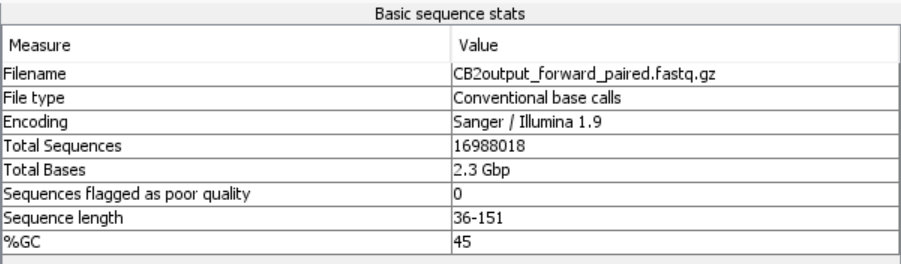 Basic sequence stats
Measure Value
Filename CB2output_forward_paired.fastq.gz
File type Conventional base calls
Encoding Sanger / Illumina 1.9
Total Sequences 16988018
Total Bases 2.3 Gbp
Sequences flagged as poor quality 0
Sequence length 36-151
%GC 45